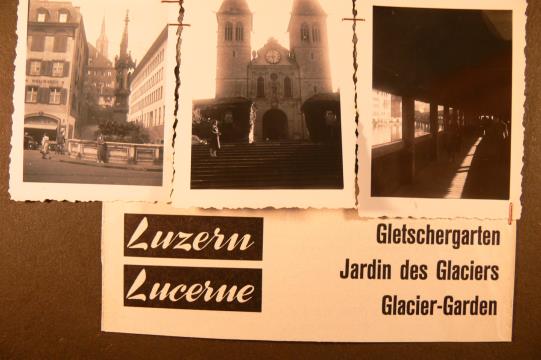 Luzern
Lucerne
Gletschergarten
Jardin des Glaciers
Glacier-Garden